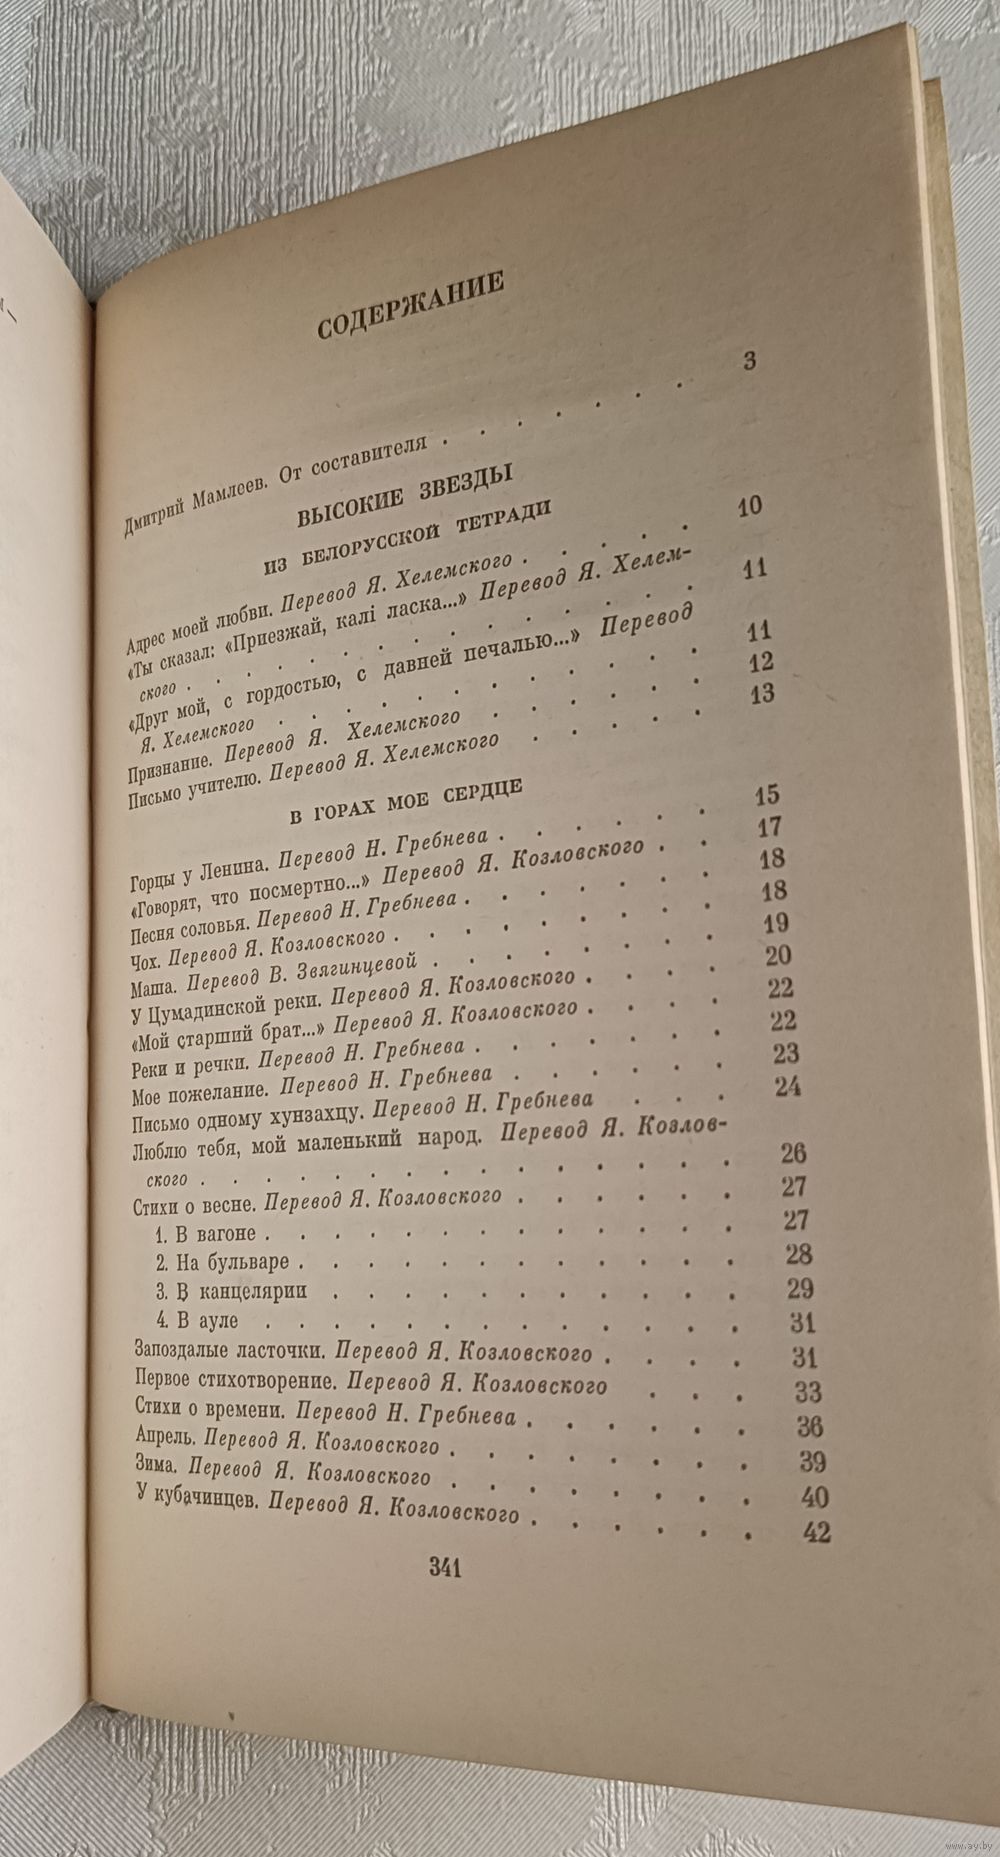 СОДЕРЖАНИЕ
Дмитрий Мамлеев. От составителя . . . . . . . 3
ВЫСОКИЕ ЗВЕЗДЫ
ИЗ БЕЛОРУССКОЙ ТЕТРАДИ
Адрес моей любви. Перевод Я. Хелемского . . . . . 10
«Ты сказал: «Приезжай, калі ласка...» Перевод Я. Хелем-
ского . . . . . . . . . . . . 11
«Друг мой, с гордостью, с давней печалью...» Перевод
Я. Хелемского . . . . . . . . . . 11
Признание. Перевод Я. Хелемского . . . . . . 12
Письмо учителю. Перевод Я. Хелемского . . . . . 13
В ГОРАХ МОЕ СЕРДЦЕ
Горцы у Ленина. Перевод Н. Гребнева . . . . . . 15
«Говорят, что посмертно...» Перевод Я. Козловского . . 17
Песня соловья. Перевод Н. Гребнева . . . . . . . 18
Чох. Перевод Я. Козловского . . . . . . . . . 18
Маша. Перевод В. Звягинцевой . . . . . . . . 19
У Цумадинской реки. Перевод Я. Козловского . . . . 20
«Мой старший брат...» Перевод Я. Козловского . . . . 22
Реки и речки. Перевод Н. Гребнева . . . . . . . 22
Мое пожелание. Перевод Н. Гребнева . . . . . . 23
Письмо одному хунзахцу. Перевод Н. Гребнева . . . 24
Люблю тебя, мой маленький народ. Перевод Я. Козлов-
ского . . . . . . . . . . . . . . 26
Стихи о весне. Перевод Я. Козловского . . . . . . 27
1. В вагоне . . . . . . . . . . . . . 27
2. На бульваре . . . . . . . . . . . . 28
3. В канцелярии . . . . . . . . . . . 29
4. В ауле . . . . . . . . . . . . . . 31
Запоздалые ласточки. Перевод Я. Козловского . . . . 31
Первое стихотворение. Перевод Я. Козловского . . . 33
Стихи о времени. Перевод Н. Гребнева . . . . . . 36
Апрель. Перевод Я. Козловского . . . . . . . . 39
Зима. Перевод Я. Козловского . . . . . . . . 40
У кубачинцев. Перевод Я. Козловского . . . . . . 42
341
www.ay.by